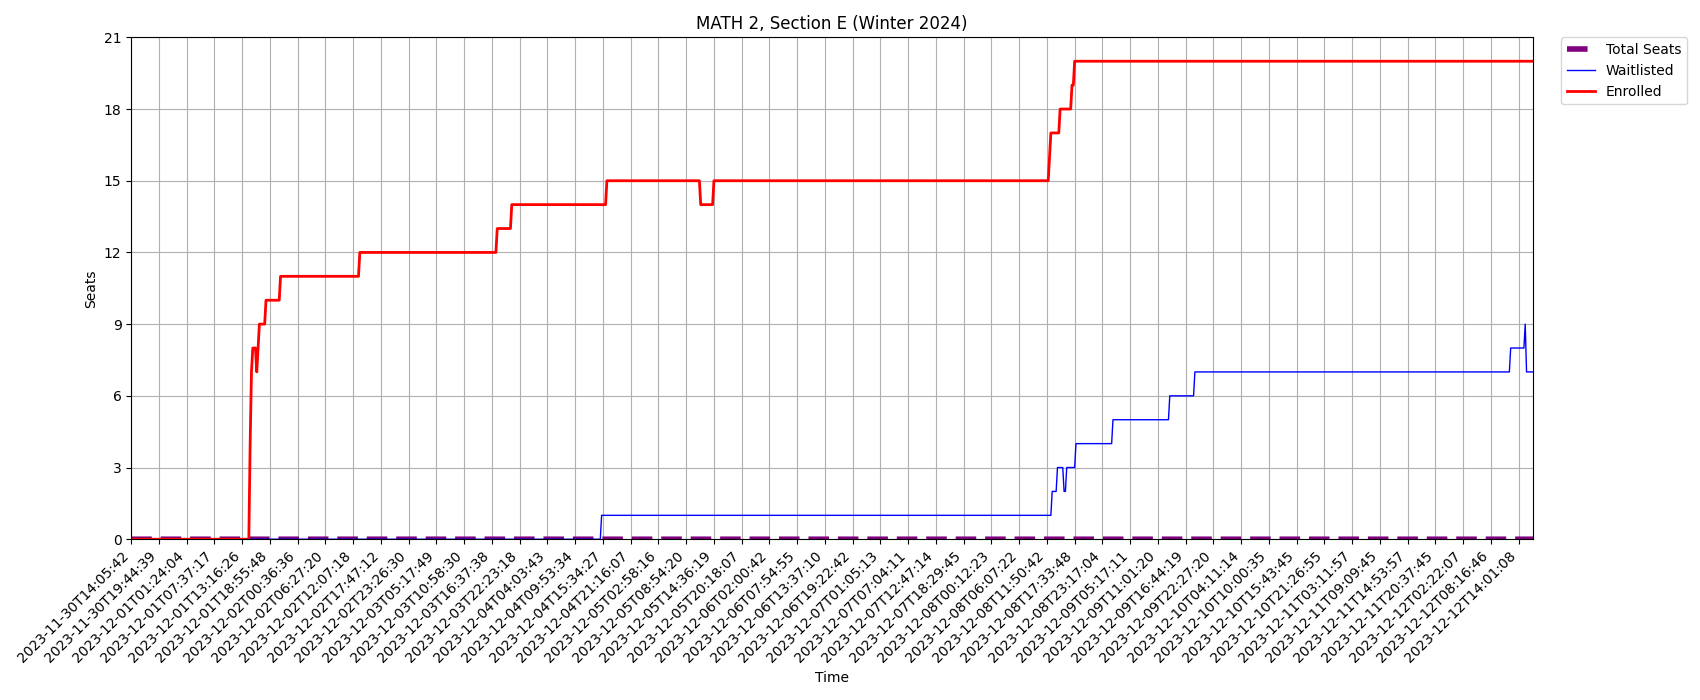 MATH 2, Section E (Winter 2024)
Total Seats
Waitlisted
Enrolled
Seats
21
18
15
12
9
6
3
0
2023-11-30T14:05:42
2023-11-30T19:44:39
2023-12-01T01:24:04
2023-12-01T07:37:17
2023-12-01T13:16:26
2023-12-01T18:55:48
2023-12-02T00:36:36
2023-12-02T06:27:20
2023-12-02T12:07:18
2023-12-02T17:47:12
2023-12-02T23:26:30
2023-12-03T05:17:49
2023-12-03T10:58:30
2023-12-03T16:37:38
2023-12-03T22:23:18
2023-12-04T04:03:43
2023-12-04T09:53:34
2023-12-04T15:34:27
2023-12-04T21:16:07
2023-12-05T02:58:16
2023-12-05T08:54:20
2023-12-05T14:36:19
2023-12-05T20:18:07
2023-12-06T02:00:42
2023-12-06T07:54:55
2023-12-06T13:37:10
2023-12-06T19:22:42
2023-12-07T01:05:13
2023-12-07T07:04:11
2023-12-07T12:47:14
2023-12-07T18:29:45
2023-12-08T00:12:23
2023-12-08T06:07:22
2023-12-08T11:50:42
2023-12-08T17:33:48
2023-12-08T23:17:04
2023-12-09T05:17:11
2023-12-09T11:01:20
2023-12-09T16:44:19
2023-12-09T22:27:20
2023-12-10T04:11:14
2023-12-10T10:00:35
2023-12-10T15:43:45
2023-12-10T21:26:55
2023-12-11T03:11:57
2023-12-11T09:09:45
2023-12-11T14:53:57
2023-12-11T20:37:45
2023-12-12T02:22:07
2023-12-12T08:16:46
2023-12-12T14:01:08
Time